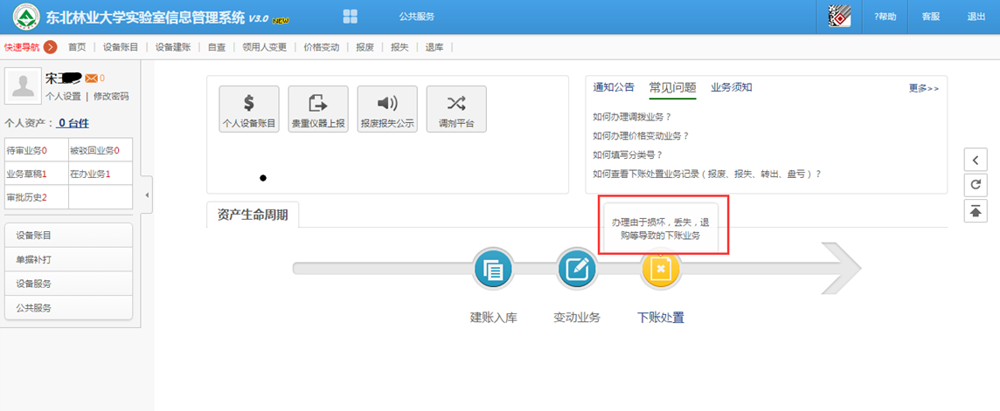 东北林业大学实验室信息管理系统 V3.0 NEW
公共服务
?帮助
客服
退出
快速导航
首页 | 设备账目 | 设备建账 | 自查 | 领用人变更 | 价格变动 | 报废 | 报失 | 退库 |
宋 0
个人设置 | 修改密码
个人资产： 0 台件
待审业务0 被驳回业务0
业务草稿1 在办业务1
审批历史2
设备账目
单据补打
设备服务
公共服务
个人设备账目
贵重仪器上报
报废报失公示
调剂平台
通知公告 常见问题 业务须知 更多>>
如何办理调拨业务？
如何办理价格变动业务？
如何填写分类号？
如何查看下账处置业务记录（报废、报失、转出、盘亏）？
资产生命周期
办理由于损坏，丢失，退
购等导致的下账业务
建账入库
变动业务
下账处置